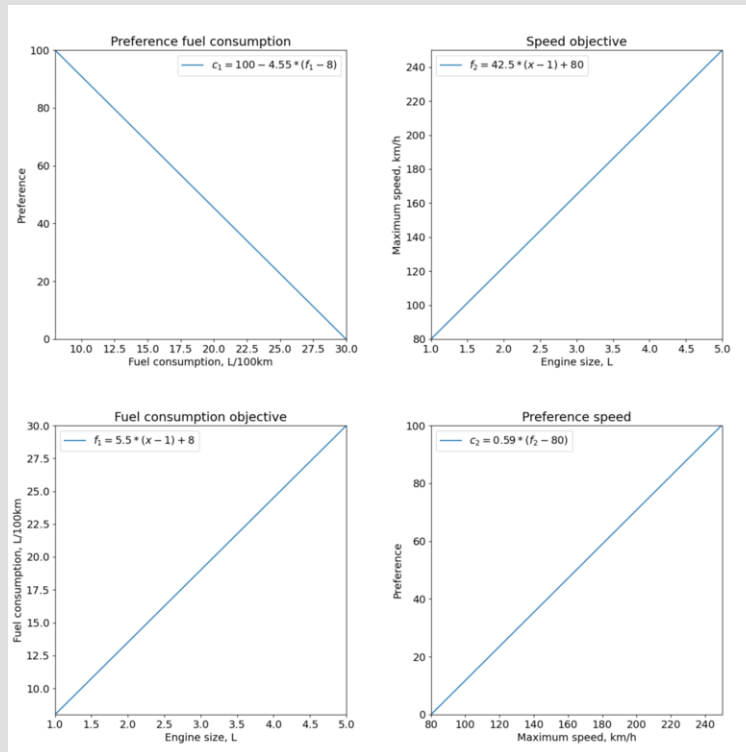 Preference fuel consumption
c₁ = 100 − 4.55 * (f₁ − 8)
100
80
60
40
20
0
Preference
10.0 12.5 15.0 17.5 20.0 22.5 25.0 27.5 30.0
Fuel consumption, L/100km
Speed objective
f₂ = 42.5 * (x − 1) + 80
240
220
200
180
160
140
120
100
80
Maximum speed, km/h
1.0 1.5 2.0 2.5 3.0 3.5 4.0 4.5 5.0
Engine size, L
Fuel consumption objective
f₁ = 5.5 * (x − 1) + 8
30.0
27.5
25.0
22.5
20.0
17.5
15.0
12.5
10.0
Fuel consumption, L/100km
1.0 1.5 2.0 2.5 3.0 3.5 4.0 4.5 5.0
Engine size, L
Preference speed
c₂ = 0.59 * (f₂ − 80)
100
80
60
40
20
0
Preference
80 100 120 140 160 180 200 220 240
Maximum speed, km/h